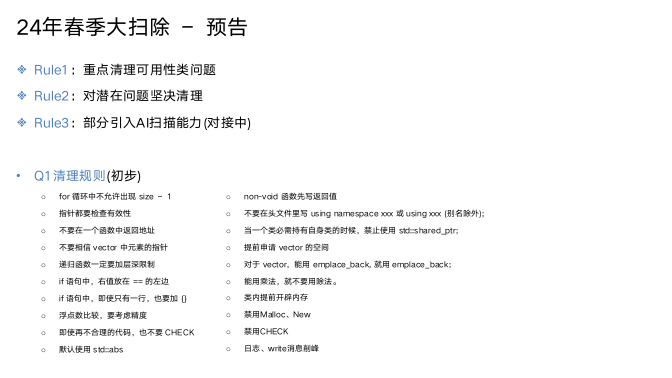 24年春季大扫除 – 预告
Rule1：重点清理可用性类问题
Rule2：对潜在问题坚决清理
Rule3：部分引入AI扫描能力(对接中)
Q1清理规则(初步)
for 循环中不允许出现 size – 1
指针都要检查有效性
不要在一个函数中返回地址
不要相信 vector 中元素的指针
递归函数一定要加层深限制
if 语句中，右值放在 == 的左边
if 语句中，即使只有一行，也要加 {}
浮点数比较，要考虑精度
即使再不合理的代码，也不要 CHECK
默认使用 std::abs
non-void 函数先写返回值
不要在头文件里写 using namespace xxx 或 using xxx (别名除外);
当一个类必需持有自身类的时候，禁止使用 std::shared_ptr;
提前申请 vector 的空间
对于 vector，能用 emplace_back, 就用 emplace_back;
能用乘法，就不要用除法。
类内提前开辟内存
禁用Malloc、New
禁用CHECK
日志、write消息削峰